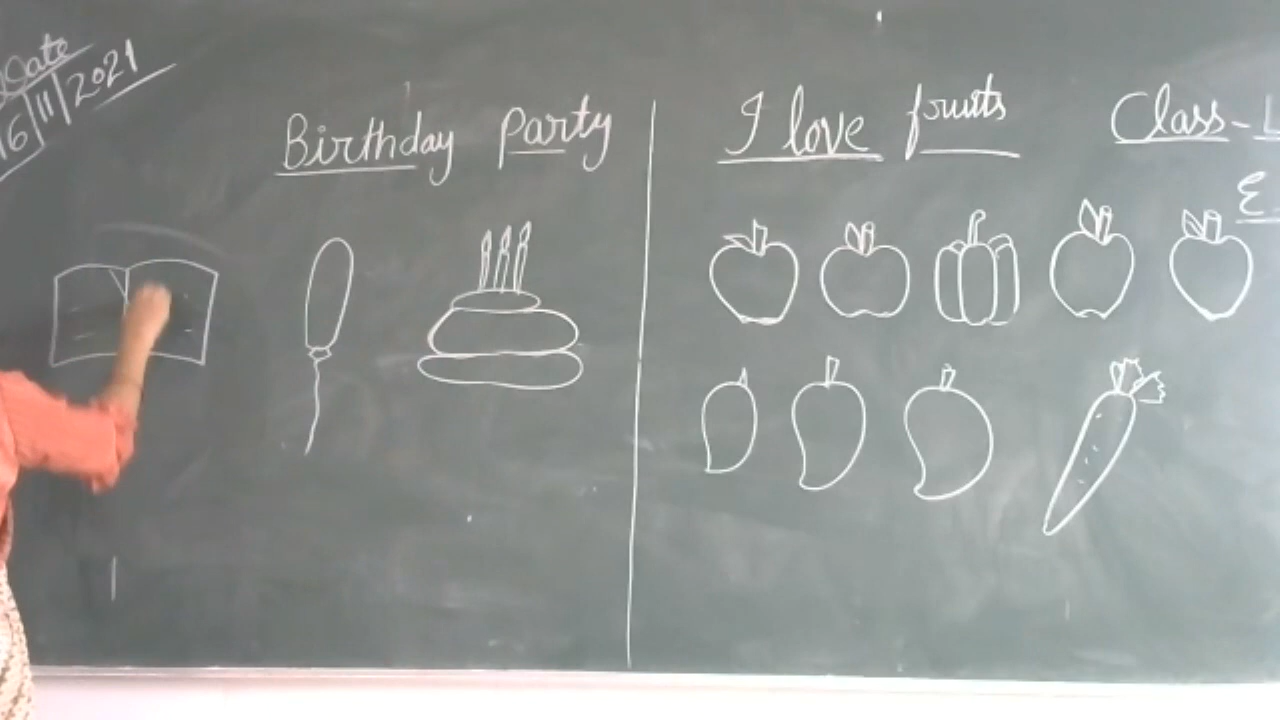 Date
16/11/2021
Birthday Party
I love fruits
Class-